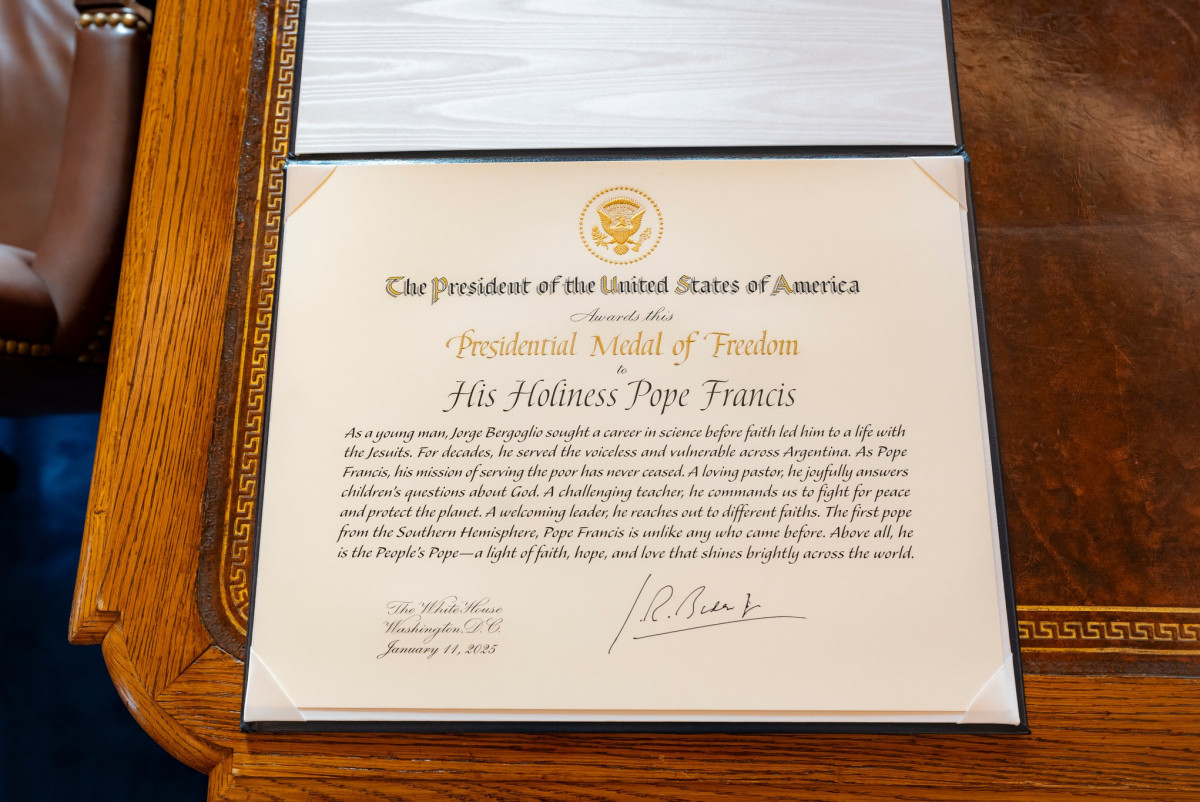 The President of the United States of America
Awards this
Presidential Medal of Freedom
to
His Holiness Pope Francis
As a young man, Jorge Bergoglio sought a career in science before faith led him to a life with
the Jesuits. For decades, he served the voiceless and vulnerable across Argentina. As Pope
Francis, his mission of serving the poor has never ceased. A loving pastor, he joyfully answers
children's questions about God. A challenging teacher, he commands us to fight for peace
and protect the planet. A welcoming leader, he reaches out to different faiths. The first pope
from the Southern Hemisphere, Pope Francis is unlike any who came before. Above all, he
is the People's Pope—a light of faith, hope, and love that shines brightly across the world.
J.R. Biden Jr
The White House
Washington, D.C.
January 11, 2025